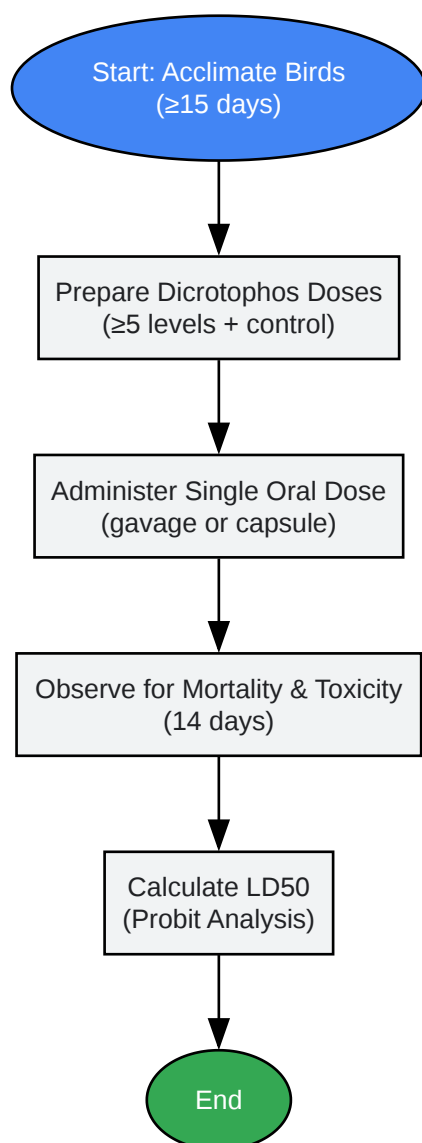 Start: Acclimate Birds
(≥15 days)
Prepare Dicrotophos Doses
(≥5 levels + control)
Administer Single Oral Dose
(gavage or capsule)
Observe for Mortality & Toxicity
(14 days)
Calculate LD50
(Probit Analysis)
End